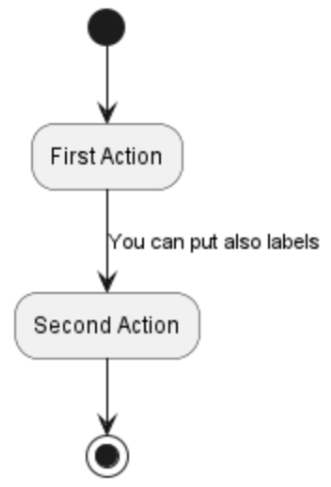 First Action
You can put also labels
Second Action